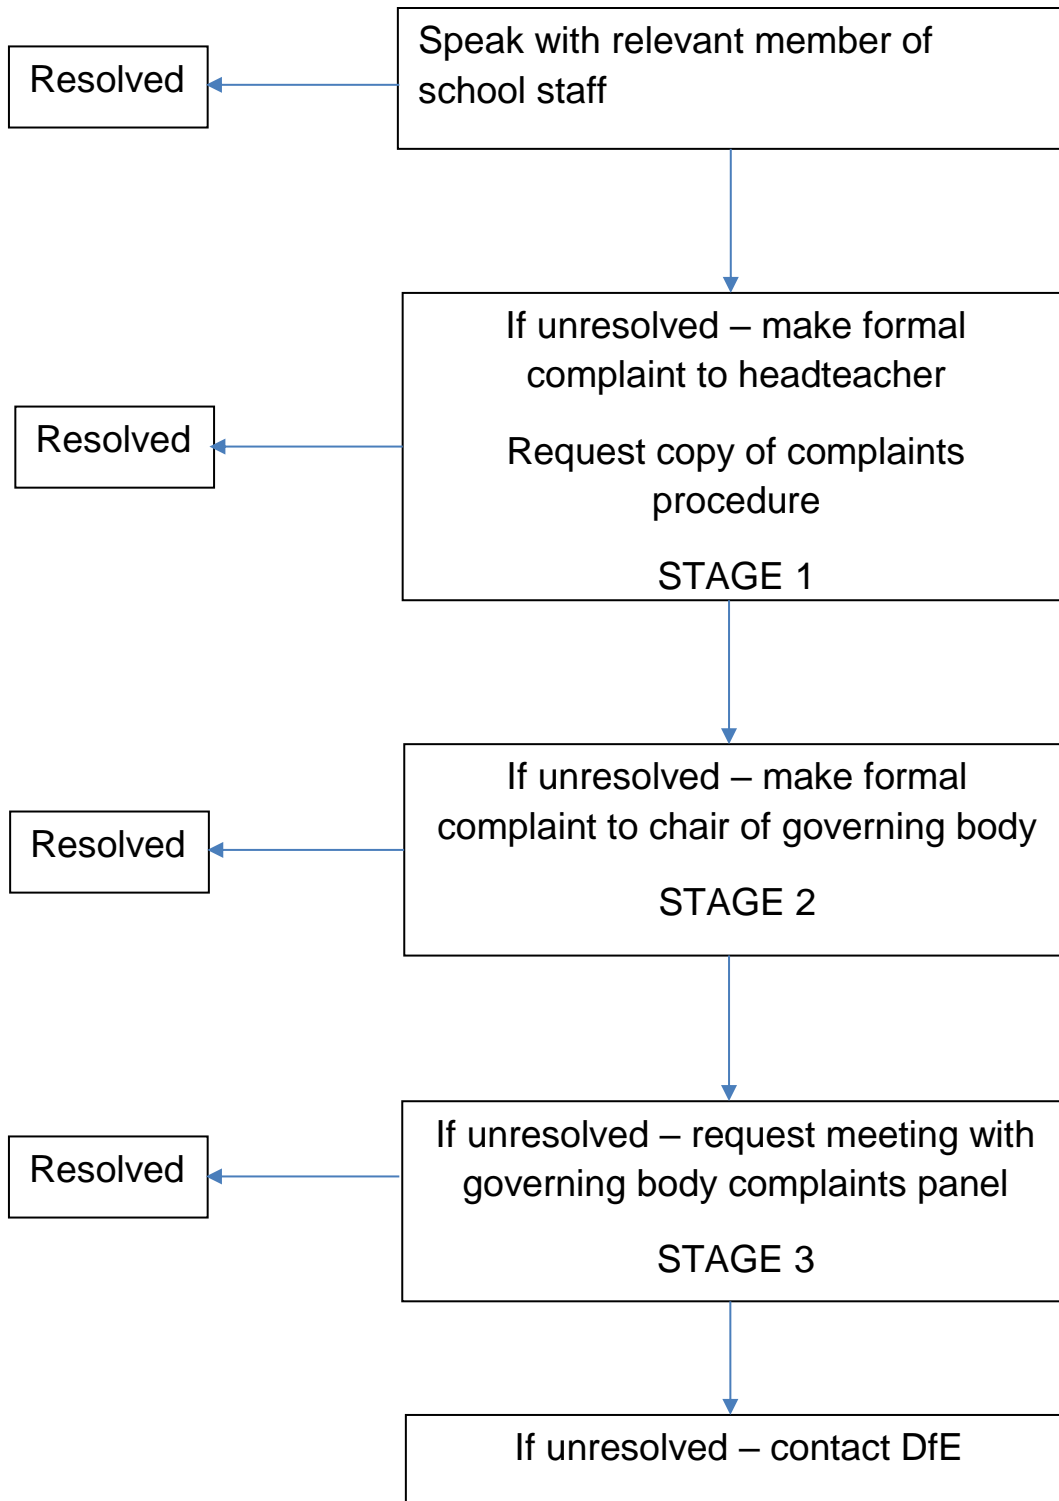 Speak with relevant member of
school staff
Resolved
If unresolved – make formal
complaint to headteacher
Request copy of complaints
procedure
STAGE 1
Resolved
If unresolved – make formal
complaint to chair of governing body
STAGE 2
Resolved
If unresolved – request meeting with
governing body complaints panel
STAGE 3
Resolved
If unresolved – contact DfE